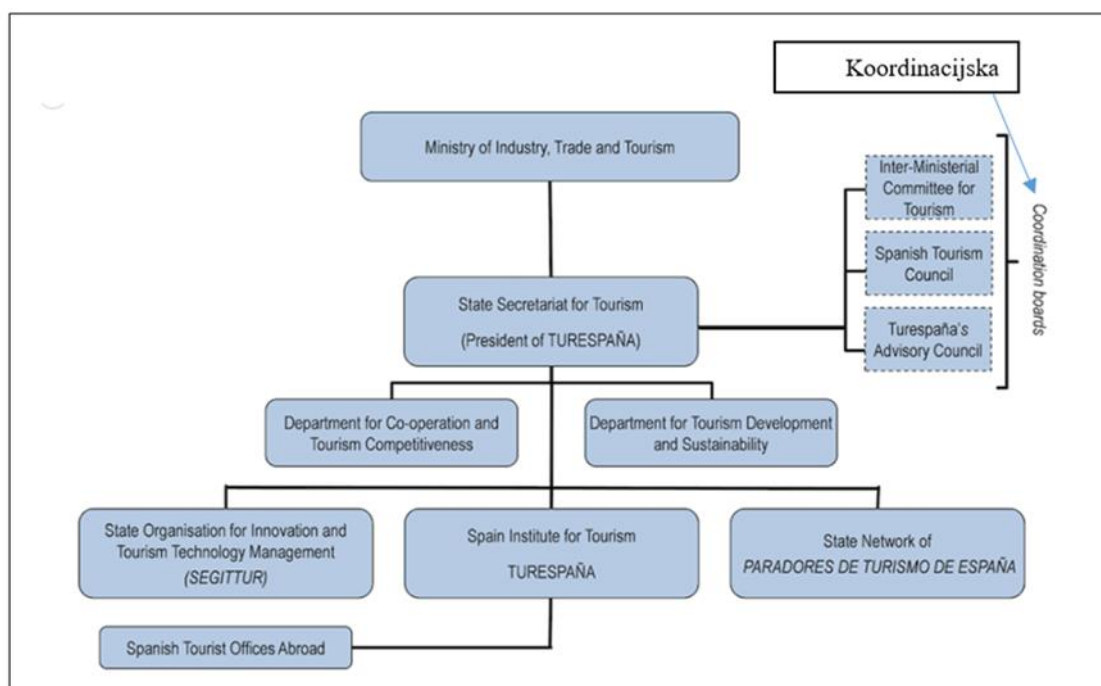 Koordinacijska
Ministry of Industry, Trade and Tourism
Inter-Ministerial
Committee for
Tourism
Spanish Tourism
Council
Turespaña's
Advisory Council
Coordination boards
State Secretariat for Tourism
(President of TURESPAÑA)
Department for Co-operation and
Tourism Competitiveness
Department for Tourism Development
and Sustainability
State Organisation for Innovation and
Tourism Technology Management
(SEGITTUR)
Spain Institute for Tourism
TURESPAÑA
State Network of
PARADORES DE TURISMO DE ESPAÑA
Spanish Tourist Offices Abroad